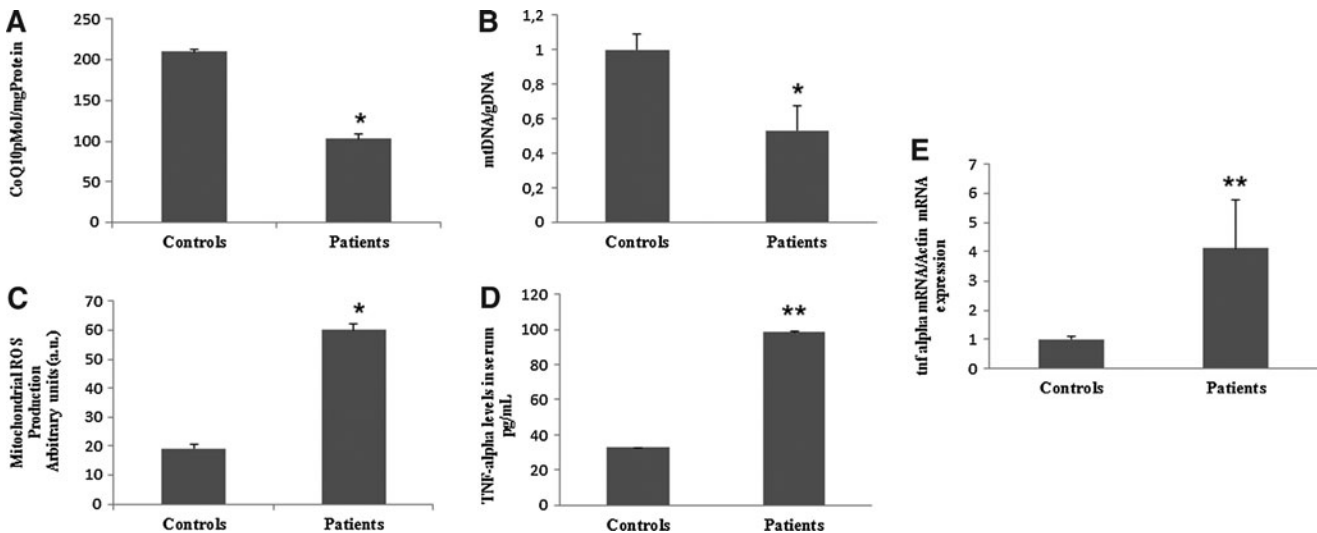 A
CoQ10pMol/mgProtein
250
200
150
100
50
0
*
Controls
Patients
B
mtDNA/gDNA
1,2
1
0,8
0,6
0,4
0,2
0
*
Controls
Patients
C
Mitochondrial ROS
Production
Arbitrary units (a.u.)
70
60
50
40
30
20
10
0
*
Controls
Patients
D
TNF-alpha levels in serum
pg/mL
120
100
80
60
40
20
0
**
Controls
Patients
E
tnf alpha mRNA/Actin mRNA
expression
7
6
5
4
3
2
1
0
**
Controls
Patients